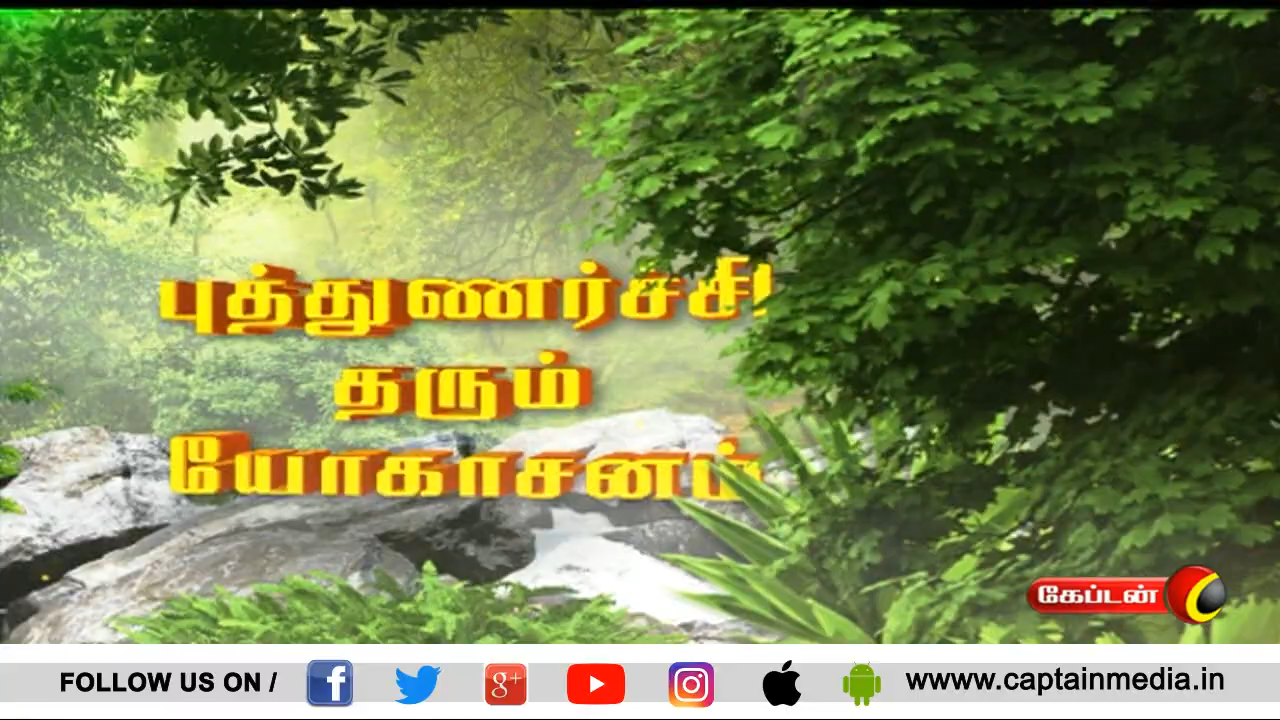 புத்துணர்ச்சி
தரும்
யோகாசனம்
கேப்டன்
FOLLOW US ON /
www.captainmedia.in